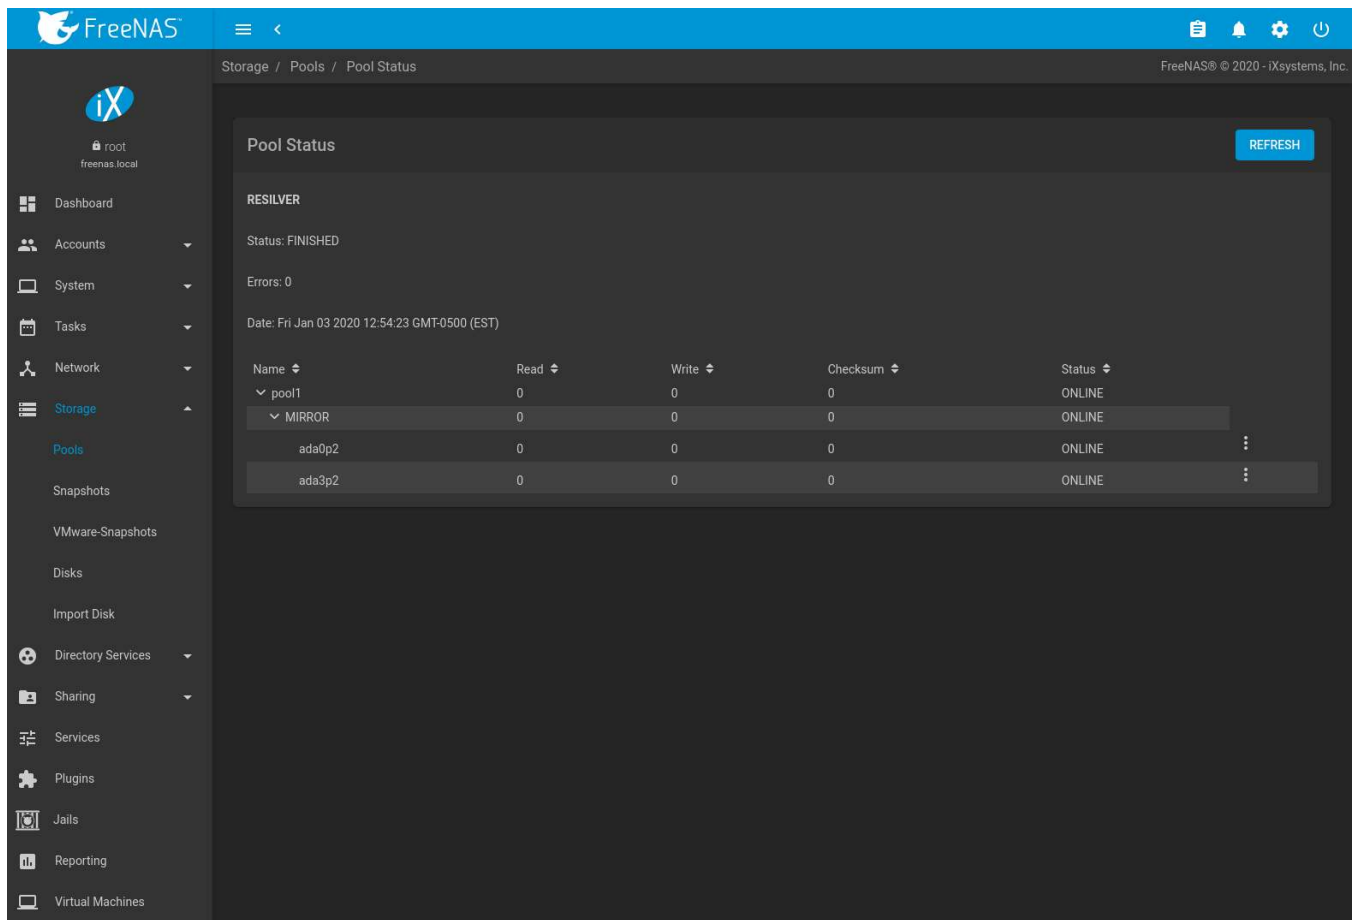 FreeNAS
Storage / Pools / Pool Status
FreeNAS® © 2020 - iXsystems, Inc.
iX
root
freenas.local
Dashboard
Accounts
System
Tasks
Network
Storage
Pools
Snapshots
VMware-Snapshots
Disks
Import Disk
Directory Services
Sharing
Services
Plugins
Jails
Reporting
Virtual Machines
Pool Status
REFRESH
RESILVER
Status: FINISHED
Errors: 0
Date: Fri Jan 03 2020 12:54:23 GMT-0500 (EST)
Name Read Write Checksum Status
pool1 0 0 0 ONLINE
MIRROR 0 0 0 ONLINE
ada0p2 0 0 0 ONLINE
ada3p2 0 0 0 ONLINE